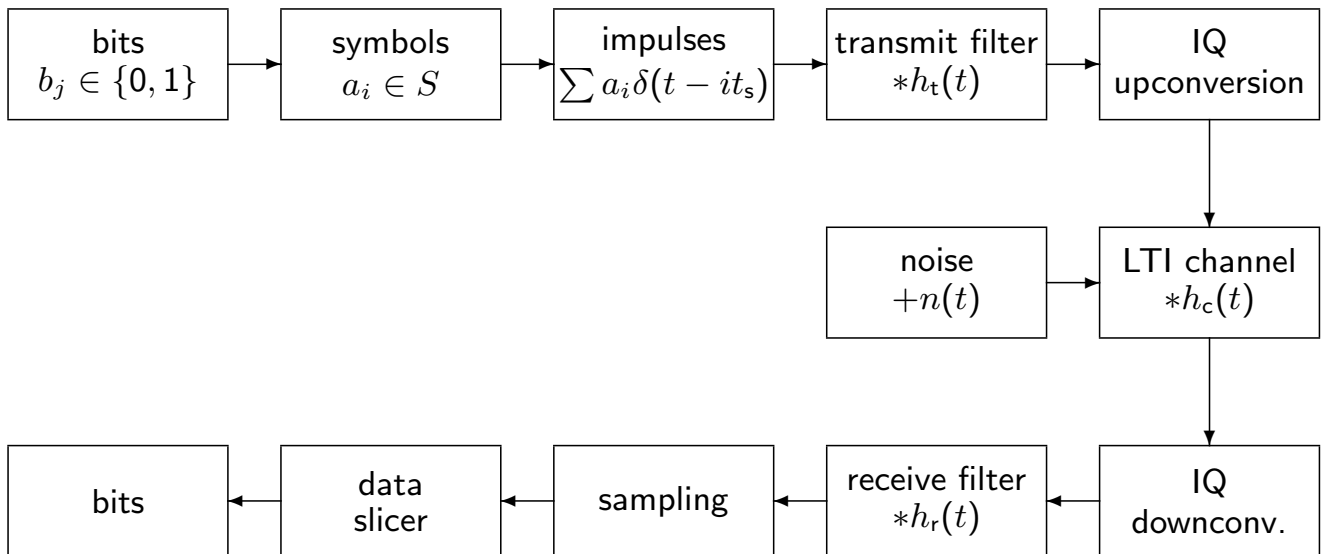 bits
b_j ∈ {0, 1}
symbols
a_i ∈ S
impulses
∑ a_i δ(t − it_s)
transmit filter
∗h_t(t)
IQ
upconversion
noise
+n(t)
LTI channel
∗h_c(t)
bits
data
slicer
sampling
receive filter
∗h_r(t)
IQ
downconv.